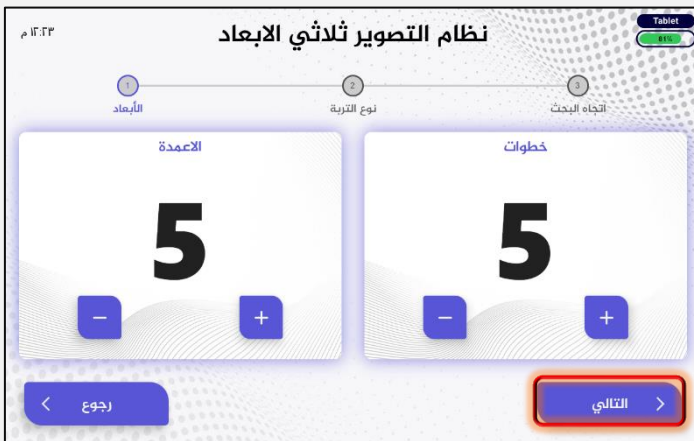 Tablet
81%
نظام التصوير ثلاثي الابعاد
١٢:٢٣ م
1
2
3
الأبعاد
نوع التربة
اتجاه البحث
خطوات
5
+
−
الاعمدة
5
+
−
التالي
رجوع